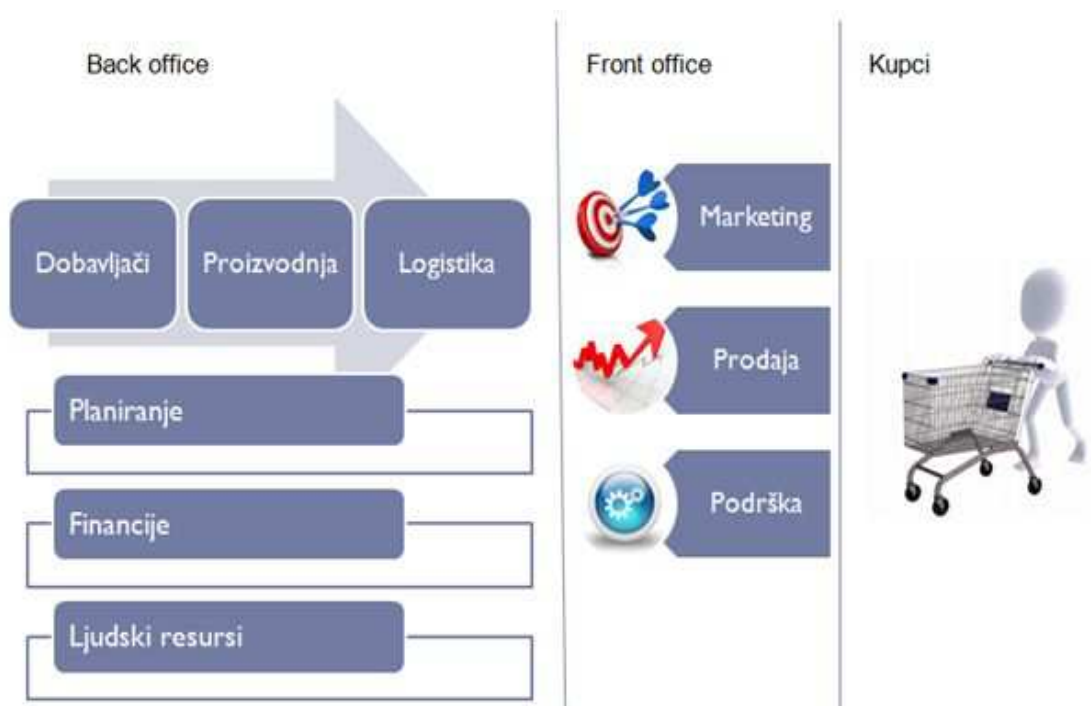 Back office
Front office
Kupci
Dobavljači
Proizvodnja
Logistika
Planiranje
Financije
Ljudski resursi
Marketing
Prodaja
Podrška